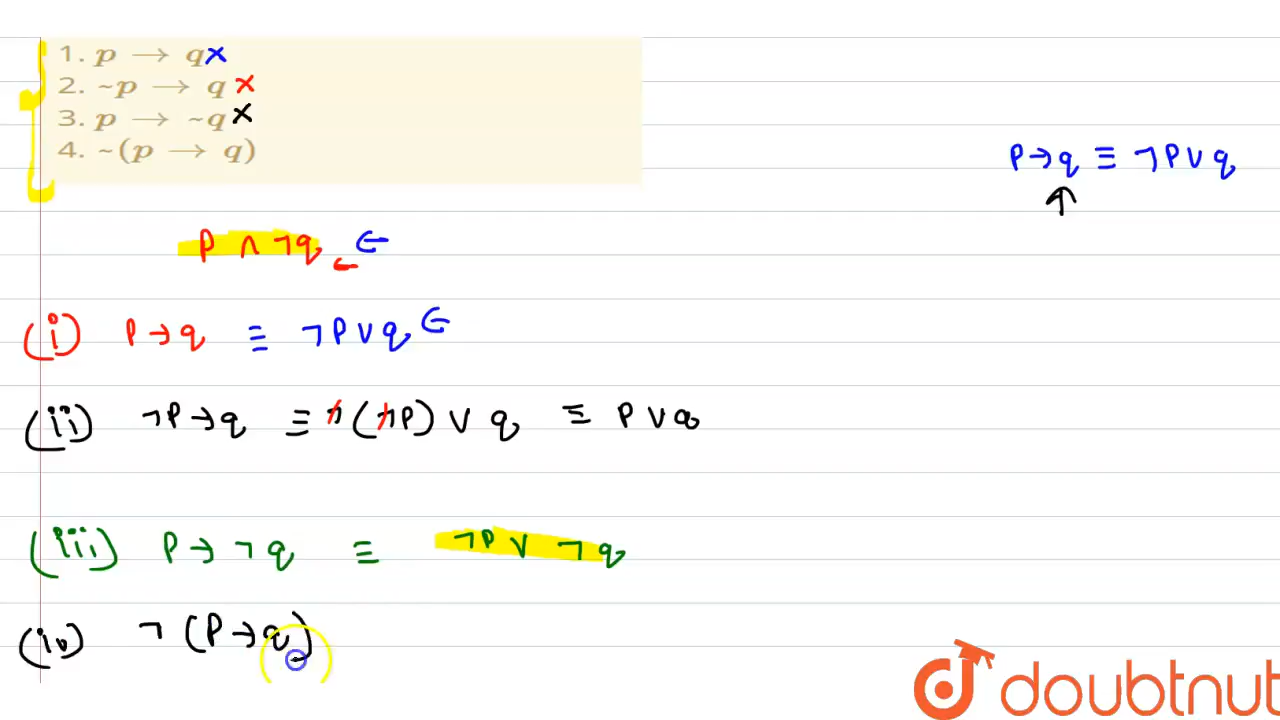 1. p → q×
2. ~p → q ×
3. p → ~q ×
4. ~(p → q)
P→q ≡ ¬P∨q
↑
P ∧ ¬q ←
(i) P→q ≡ ¬P∨q ←
(ii) ¬P→q ≡ ¬(¬P) ∨ q ≡ P∨q
(iii) P→¬q ≡ ¬P∨¬q
(iv) ¬(P→q)
doubtnut